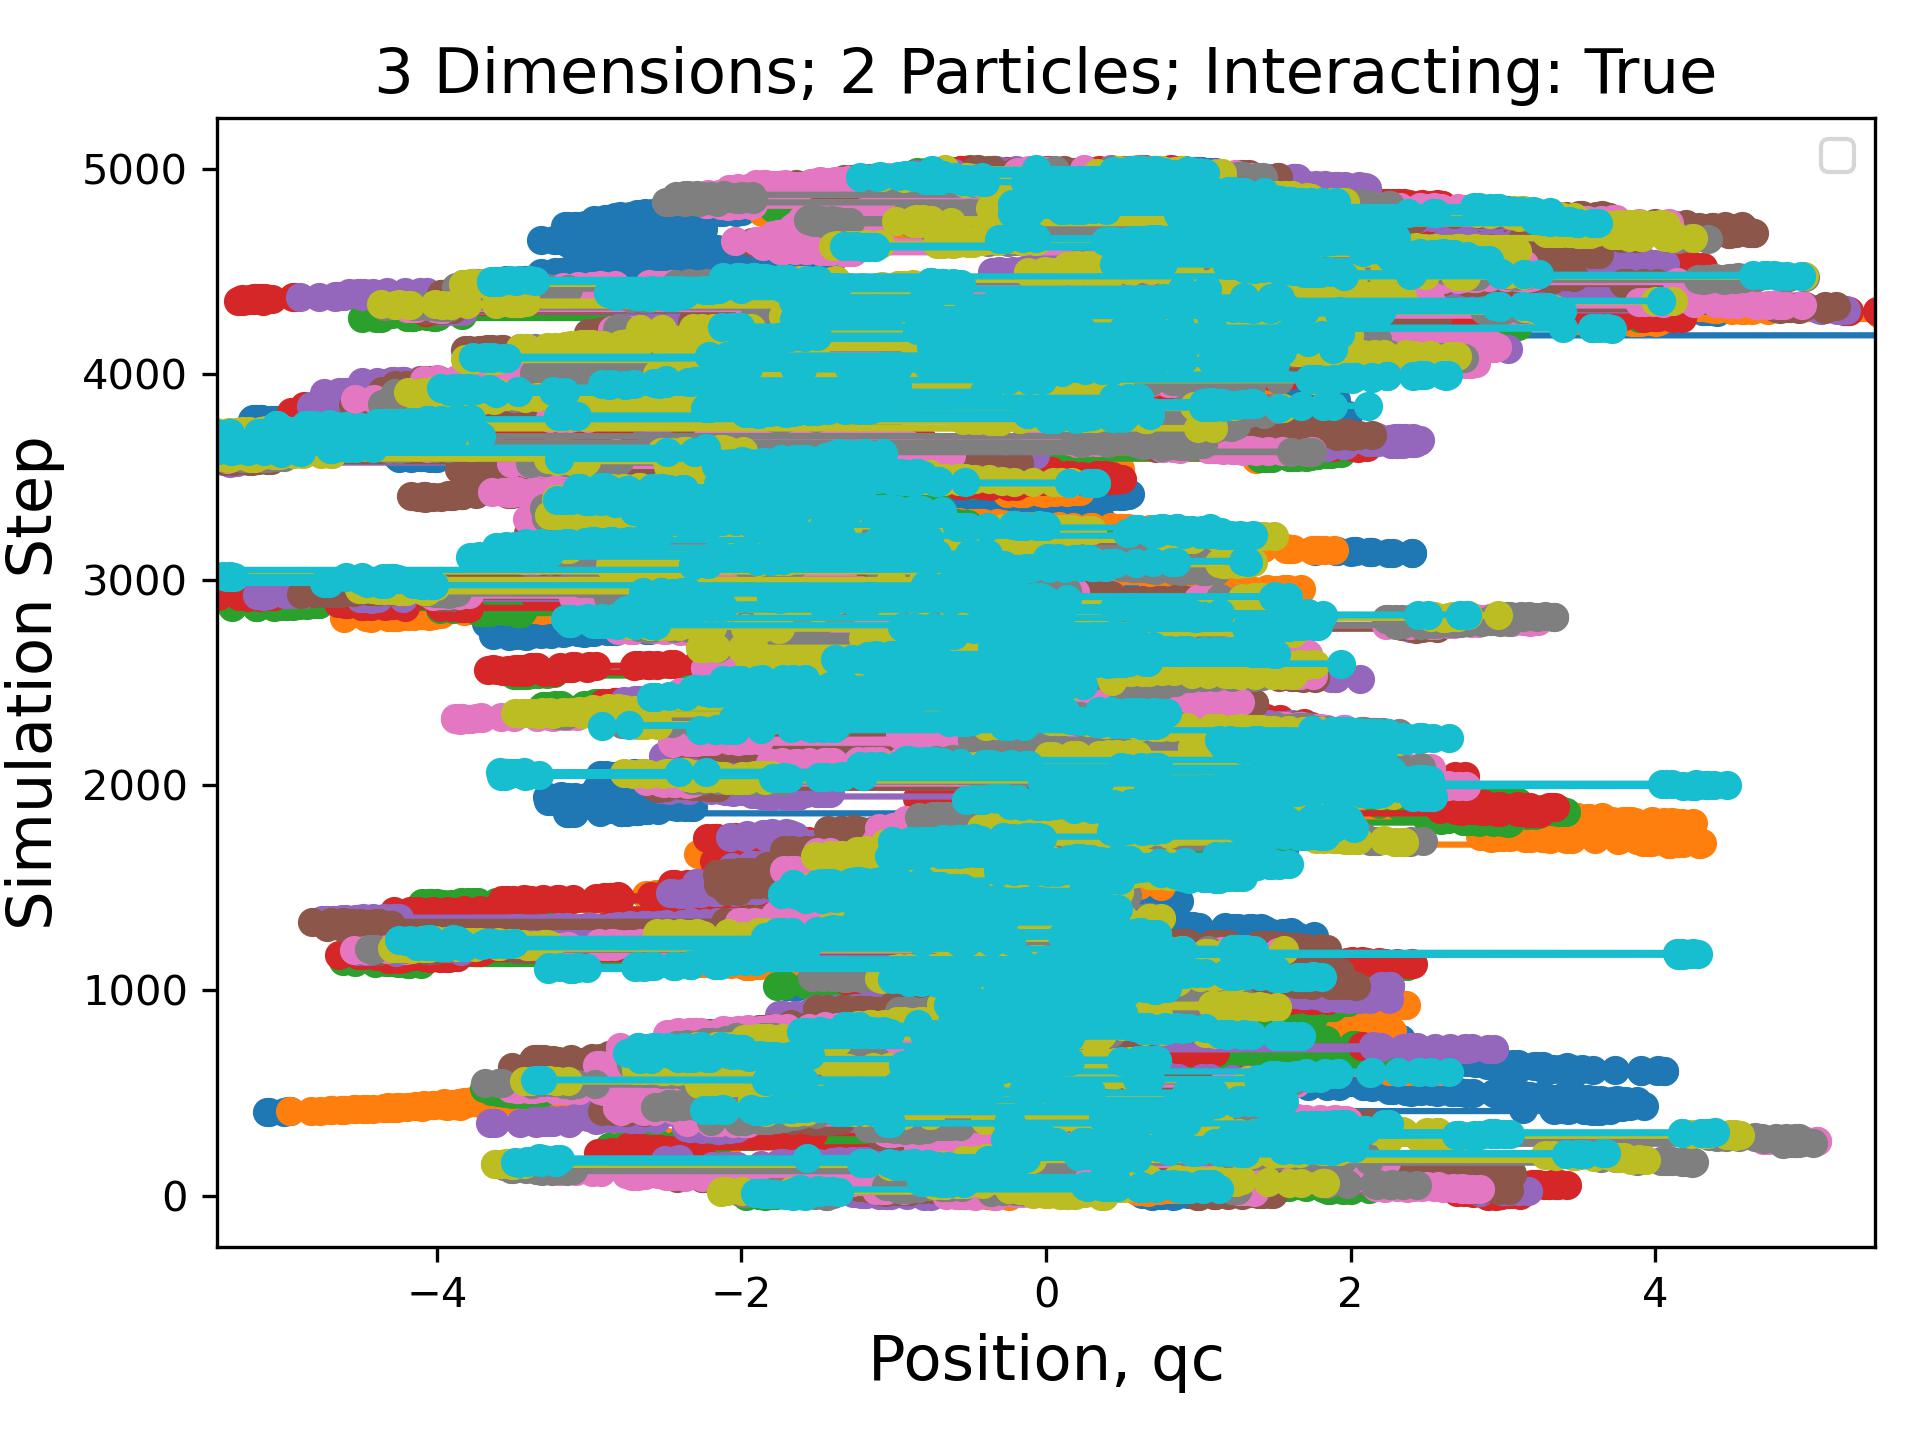 3 Dimensions; 2 Particles; Interacting: True
5000
4000
3000
2000
1000
0
Simulation Step
−4 −2 0 2 4
Position, qc